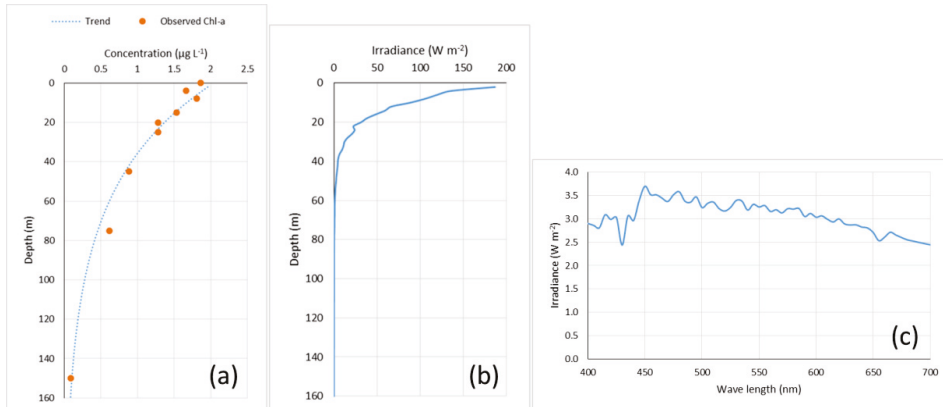 Trend Observed Chl-a
Concentration (µg L⁻¹)
0 0.5 1 1.5 2 2.5
0
20
40
60
80
100
120
140
160
Depth (m)
(a)
Irradiance (W m⁻²)
0 50 100 150 200
0
20
40
60
80
100
120
140
160
Depth (m)
(b)
4.0
3.5
3.0
2.5
2.0
1.5
1.0
0.5
0.0
Irradiance (W m⁻²)
400 450 500 550 600 650 700
Wave length (nm)
(c)